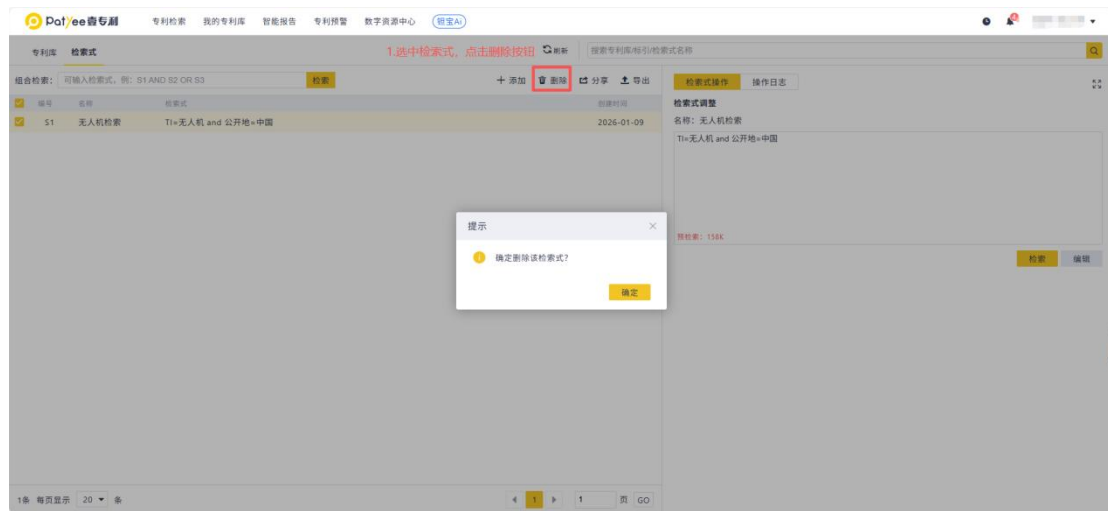 Patyee壹专利 专利检索 我的专利库 智能报告 专利预警 数字资源中心 钽宝Ai
专利库 检索式 1.选中检索式，点击删除按钮 刷新 搜索专利库/标引/检索式名称
组合检索： 可输入检索式，例：S1 AND S2 OR S3 检索 添加 删除 分享 导出 检索式操作 操作日志
编号 名称 检索式 创建时间 检索式调整
S1 无人机检索 TI=无人机 and 公开地=中国 2026-01-09 名称：无人机检索
TI=无人机 and 公开地=中国
提示
预检索：158K
确定删除该检索式？
检索 编辑
确定
1条 每页显示 20 条 1 1 页 GO